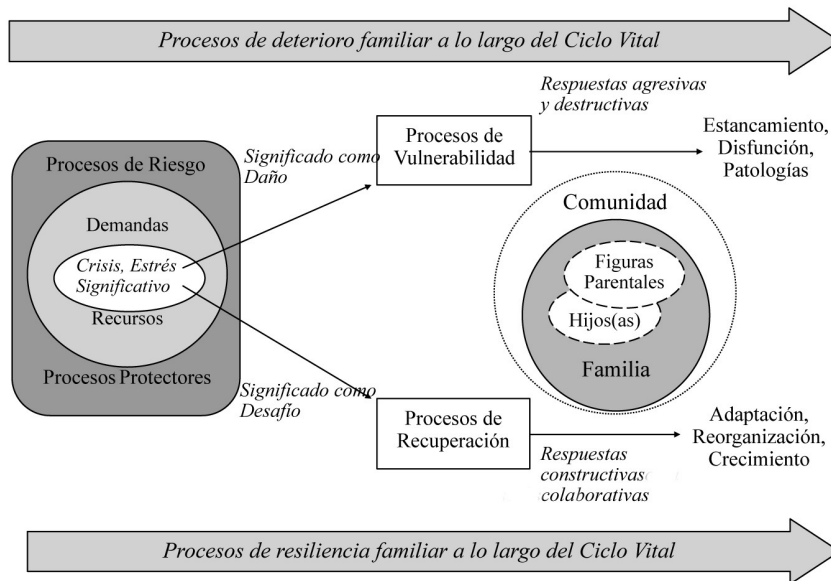 Procesos de deterioro familiar a lo largo del Ciclo Vital
Respuestas agresivas
y destructivas
Procesos de
Vulnerabilidad
Estancamiento,
Disfunción,
Patologías
Significado como
Daño
Procesos de Riesgo
Demandas
Crisis, Estrés
Significativo
Recursos
Procesos Protectores
Comunidad
Figuras
Parentales
Hijos(as)
Familia
Significado como
Desafío
Procesos de
Recuperación
Adaptación,
Reorganización,
Crecimiento
Respuestas
constructivas
colaborativas
Procesos de resiliencia familiar a lo largo del Ciclo Vital